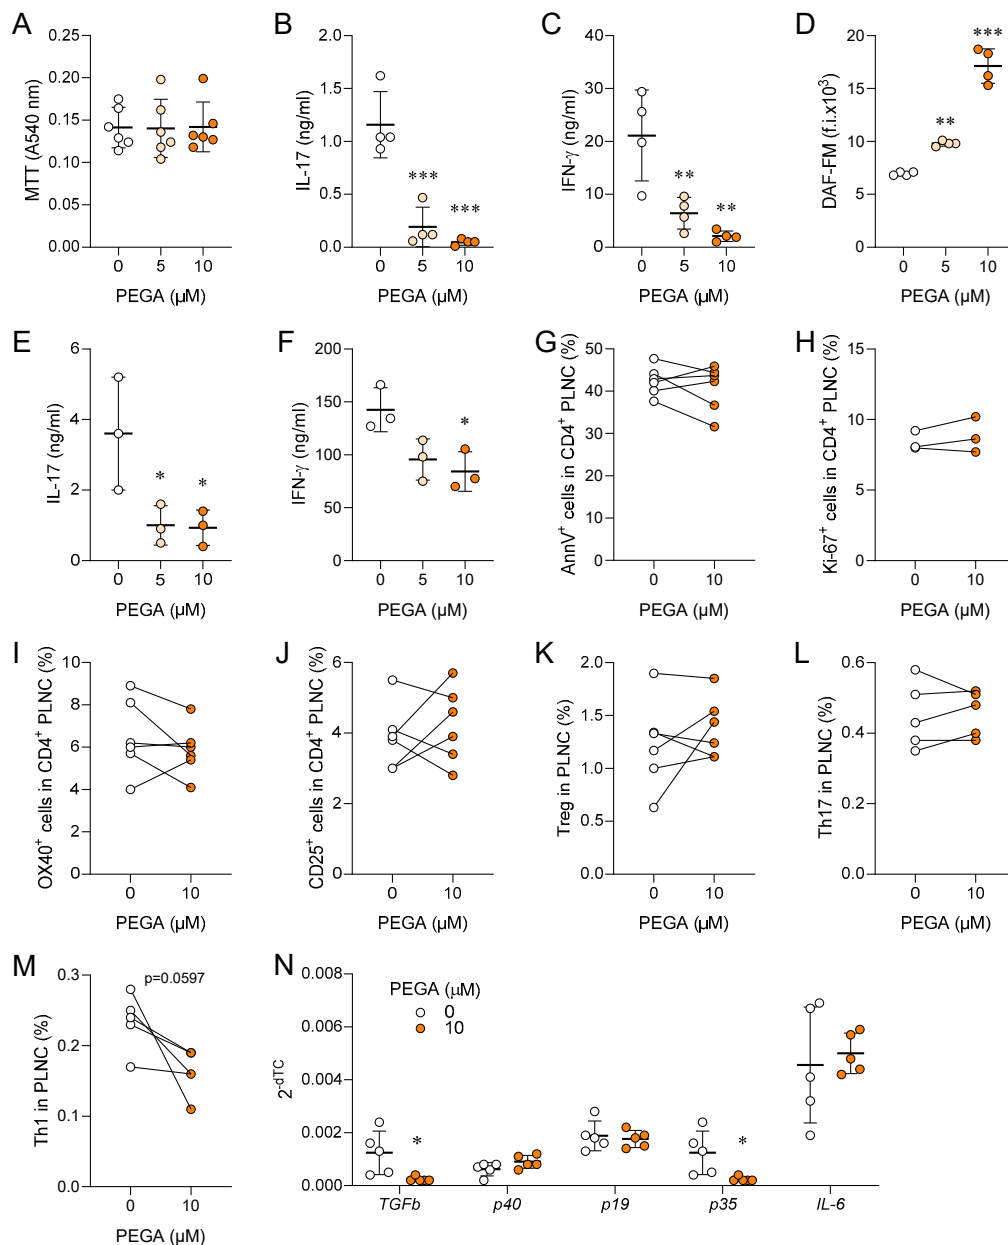 A
MTT (A540 nm)
0.20
0.15
0.10
0.05
0.00
0 5 10
PEGA (µM)
B
IL-17 (ng/ml)
2.0
1.5
1.0
0.5
0.0
***
***
0 5 10
PEGA (µM)
C
IFN-γ (ng/ml)
40
30
20
10
0
**
**
0 5 10
PEGA (µM)
D
DAF-FM (f.i.x10³)
20
15
10
5
0
**
***
0 5 10
PEGA (µM)
E
IL-17 (ng/ml)
6
4
2
0
*
*
0 5 10
PEGA (µM)
F
IFN-γ (ng/ml)
200
150
100
50
0
*
0 5 10
PEGA (µM)
G
AnnV⁺ cells in CD4⁺ PLNC (%)
50
40
30
20
10
0
0 10
PEGA (µM)
H
Ki-67⁺ cells in CD4⁺ PLNC (%)
15
10
5
0
0 10
PEGA (µM)
I
OX40⁺ cells in CD4⁺ PLNC (%)
10
8
6
4
2
0
0 10
PEGA (µM)
J
CD25⁺ cells in CD4⁺ PLNC (%)
6
4
2
0
0 10
PEGA (µM)
K
Treg in PLNC (%)
2.0
1.5
1.0
0.5
0.0
0 10
PEGA (µM)
L
Th17 in PLNC (%)
0.6
0.4
0.2
0.0
0 10
PEGA (µM)
M
Th1 in PLNC (%)
0.3
0.2
0.1
0.0
p=0.0597
0 10
PEGA (µM)
N
2⁻ᵈᵀᶜ
0.008
0.006
0.004
0.002
0.000
PEGA (µM)
0
10
*
*
TGFb p40 p19 p35 IL-6